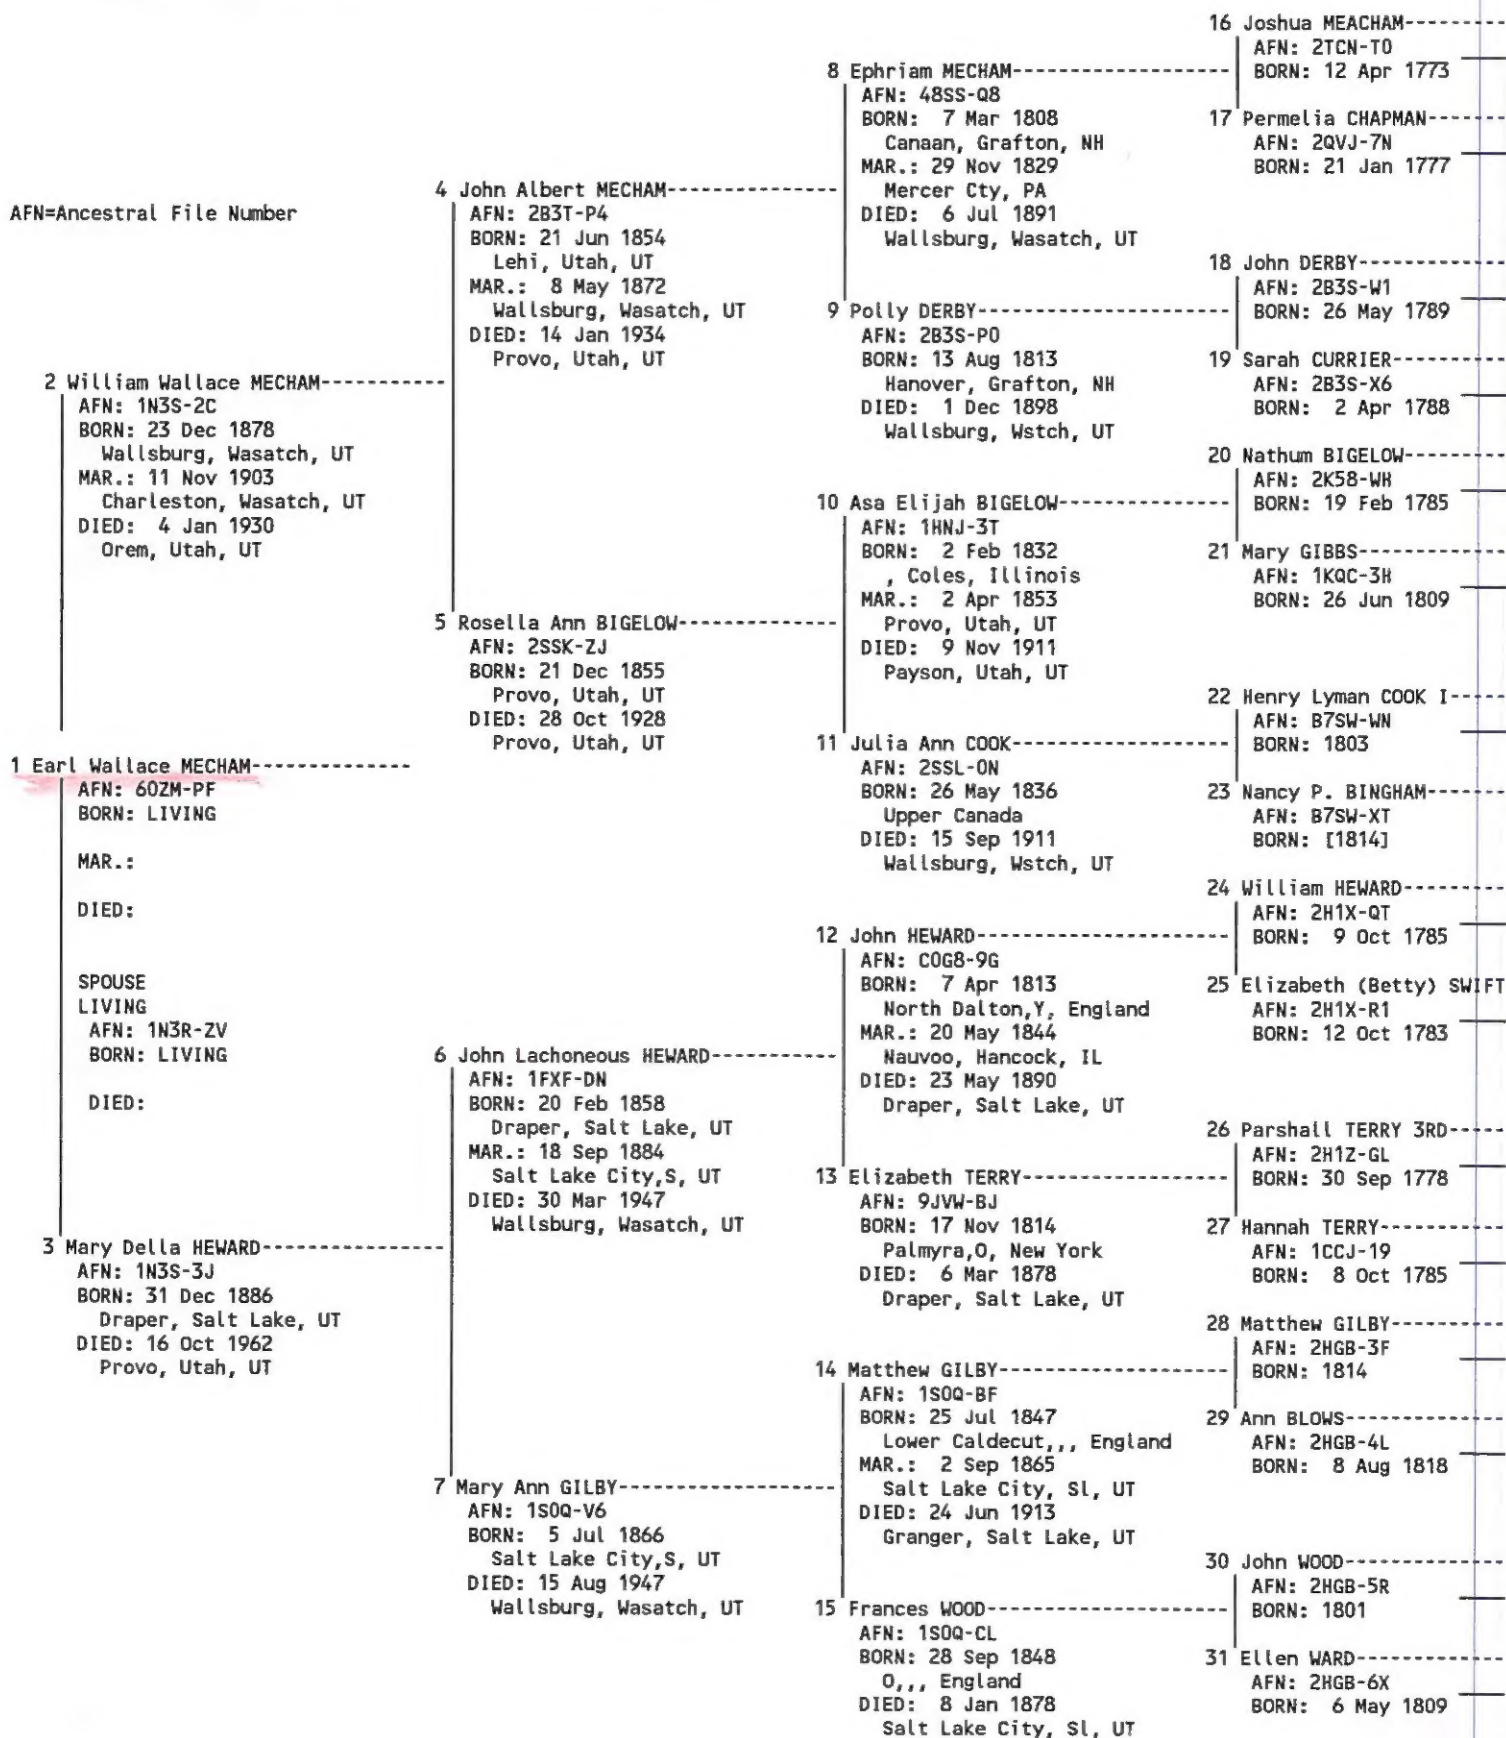 AFN=Ancestral File Number
1 Earl Wallace MECHAM--------------
AFN: 60ZM-PF
BORN: LIVING
MAR.:
DIED:
SPOUSE
LIVING
AFN: 1N3R-ZV
BORN: LIVING
DIED:
2 William Wallace MECHAM-----------
AFN: 1N3S-2C
BORN: 23 Dec 1878
Wallsburg, Wasatch, UT
MAR.: 11 Nov 1903
Charleston, Wasatch, UT
DIED:  4 Jan 1930
Orem, Utah, UT
3 Mary Della HEWARD----------------
AFN: 1N3S-3J
BORN: 31 Dec 1886
Draper, Salt Lake, UT
DIED: 16 Oct 1962
Provo, Utah, UT
4 John Albert MECHAM--------------
AFN: 2B3T-P4
BORN: 21 Jun 1854
Lehi, Utah, UT
MAR.:  8 May 1872
Wallsburg, Wasatch, UT
DIED: 14 Jan 1934
Provo, Utah, UT
5 Rosella Ann BIGELOW-------------
AFN: 2SSK-ZJ
BORN: 21 Dec 1855
Provo, Utah, UT
DIED: 28 Oct 1928
Provo, Utah, UT
6 John Lachoneous HEWARD----------
AFN: 1FXF-DN
BORN: 20 Feb 1858
Draper, Salt Lake, UT
MAR.: 18 Sep 1884
Salt Lake City,S, UT
DIED: 30 Mar 1947
Wallsburg, Wasatch, UT
7 Mary Ann GILBY------------------
AFN: 1S0Q-V6
BORN:  5 Jul 1866
Salt Lake City,S, UT
DIED: 15 Aug 1947
Wallsburg, Wasatch, UT
8 Ephriam MECHAM------------------
AFN: 48SS-Q8
BORN:  7 Mar 1808
Canaan, Grafton, NH
MAR.: 29 Nov 1829
Mercer Cty, PA
DIED:  6 Jul 1891
Wallsburg, Wasatch, UT
9 Polly DERBY---------------------
AFN: 2B3S-P0
BORN: 13 Aug 1813
Hanover, Grafton, NH
DIED:  1 Dec 1898
Wallsburg, Wstch, UT
10 Asa Elijah BIGELOW--------------
AFN: 1HNJ-3T
BORN:  2 Feb 1832
, Coles, Illinois
MAR.:  2 Apr 1853
Provo, Utah, UT
DIED:  9 Nov 1911
Payson, Utah, UT
11 Julia Ann COOK------------------
AFN: 2SSL-0N
BORN: 26 May 1836
Upper Canada
DIED: 15 Sep 1911
Wallsburg, Wstch, UT
12 John HEWARD---------------------
AFN: C0G8-9G
BORN:  7 Apr 1813
North Dalton,Y, England
MAR.: 20 May 1844
Nauvoo, Hancock, IL
DIED: 23 May 1890
Draper, Salt Lake, UT
13 Elizabeth TERRY-----------------
AFN: 9JVW-BJ
BORN: 17 Nov 1814
Palmyra,O, New York
DIED:  6 Mar 1878
Draper, Salt Lake, UT
14 Matthew GILBY-------------------
AFN: 1S0Q-BF
BORN: 25 Jul 1847
Lower Caldecut,,, England
MAR.:  2 Sep 1865
Salt Lake City, Sl, UT
DIED: 24 Jun 1913
Granger, Salt Lake, UT
15 Frances WOOD--------------------
AFN: 1S0Q-CL
BORN: 28 Sep 1848
O,,, England
DIED:  8 Jan 1878
Salt Lake City, Sl, UT
16 Joshua MEACHAM--------
AFN: 2TCN-T0
BORN: 12 Apr 1773
17 Permelia CHAPMAN------
AFN: 2QVJ-7N
BORN: 21 Jan 1777
18 John DERBY------------
AFN: 2B3S-W1
BORN: 26 May 1789
19 Sarah CURRIER---------
AFN: 2B3S-X6
BORN:  2 Apr 1788
20 Nathum BIGELOW--------
AFN: 2K58-WH
BORN: 19 Feb 1785
21 Mary GIBBS------------
AFN: 1KQC-3H
BORN: 26 Jun 1809
22 Henry Lyman COOK I----
AFN: B7SW-WN
BORN: 1803
23 Nancy P. BINGHAM------
AFN: B7SW-XT
BORN: [1814]
24 William HEWARD--------
AFN: 2H1X-QT
BORN:  9 Oct 1785
25 Elizabeth (Betty) SWIFT
AFN: 2H1X-R1
BORN: 12 Oct 1783
26 Parshall TERRY 3RD----
AFN: 2H1Z-GL
BORN: 30 Sep 1778
27 Hannah TERRY----------
AFN: 1CCJ-19
BORN:  8 Oct 1785
28 Matthew GILBY---------
AFN: 2HGB-3F
BORN: 1814
29 Ann BLOWS-------------
AFN: 2HGB-4L
BORN:  8 Aug 1818
30 John WOOD-------------
AFN: 2HGB-5R
BORN: 1801
31 Ellen WARD------------
AFN: 2HGB-6X
BORN:  6 May 1809